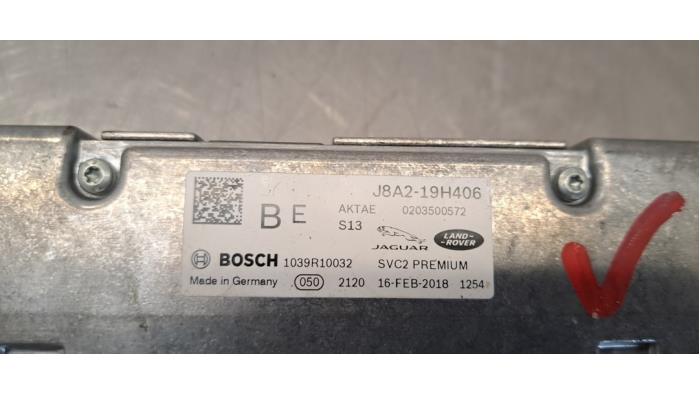 J8A2-19H406
B E
AKTAE 0203500572
S13
JAGUAR
LAND-ROVER
BOSCH 1039R10032 SVC2 PREMIUM
Made in Germany 050 2120 16-FEB-2018 1254